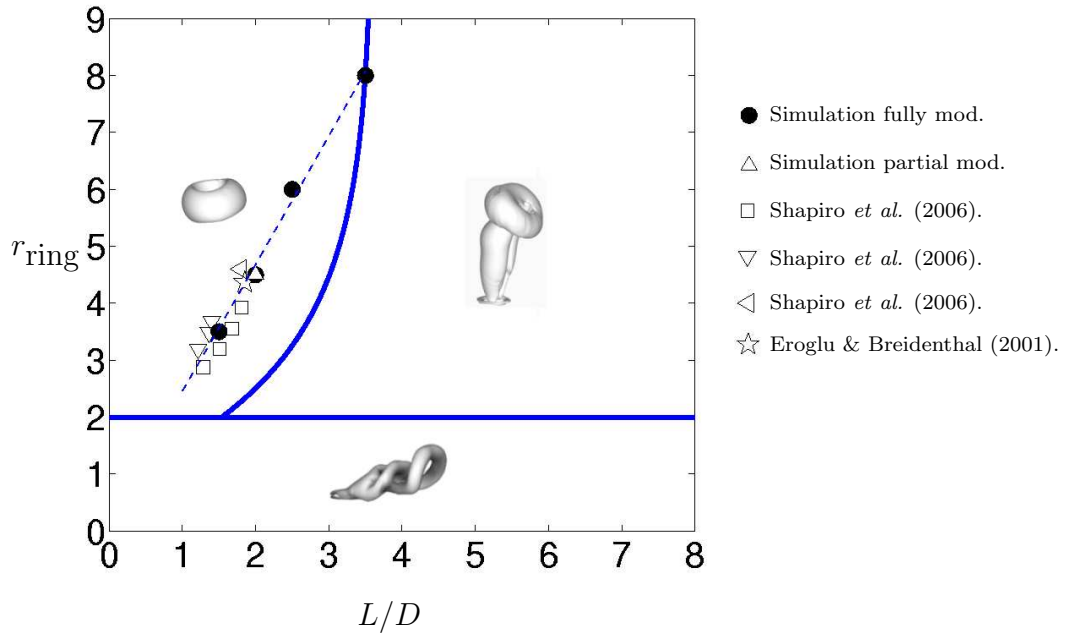 9
8
7
6
5
4
3
2
1
0
r_ring
0 1 2 3 4 5 6 7 8
L/D
Simulation fully mod.
Simulation partial mod.
Shapiro et al. (2006).
Shapiro et al. (2006).
Shapiro et al. (2006).
Eroglu & Breidenthal (2001).